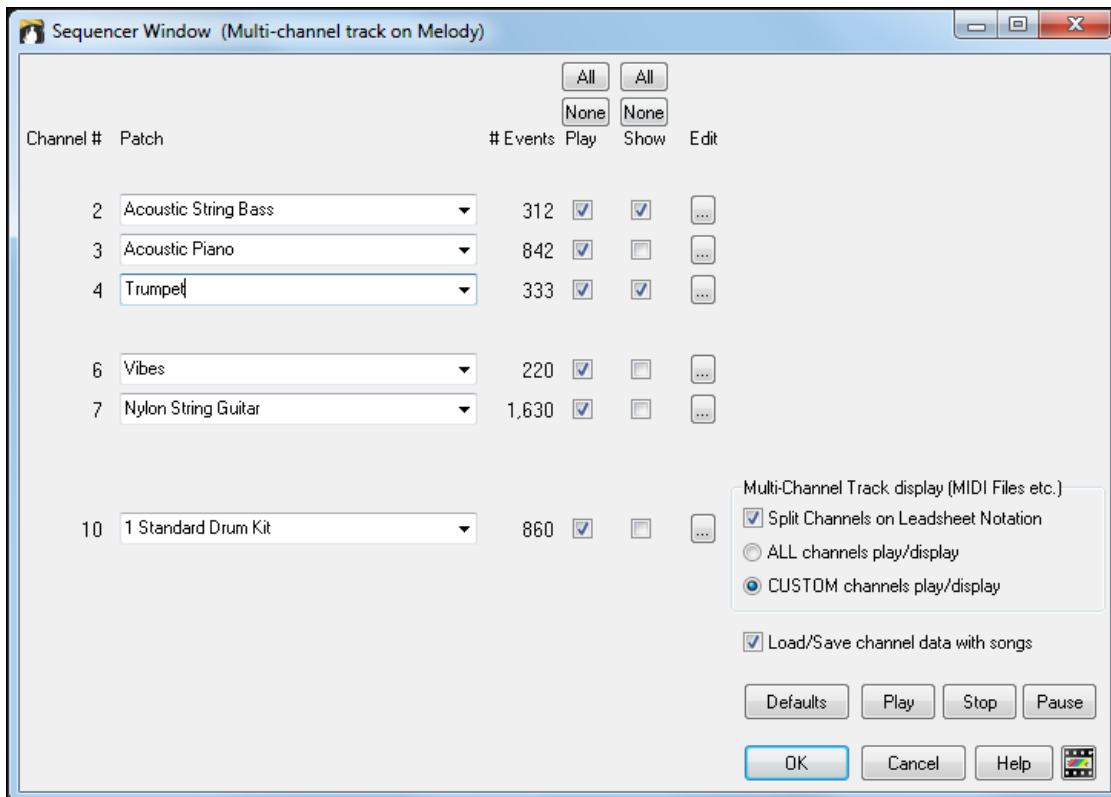 Sequencer Window (Multi-channel track on Melody)
All All
None None
Channel # Patch # Events Play Show Edit
2 Acoustic String Bass 312 ...
3 Acoustic Piano 842 ...
4 Trumpet 333 ...
6 Vibes 220 ...
7 Nylon String Guitar 1,630 ...
Multi-Channel Track display (MIDI Files etc.)
Split Channels on Leadsheet Notation
10 1 Standard Drum Kit 860 ...
ALL channels play/display
CUSTOM channels play/display
Load/Save channel data with songs
Defaults Play Stop Pause
OK Cancel Help